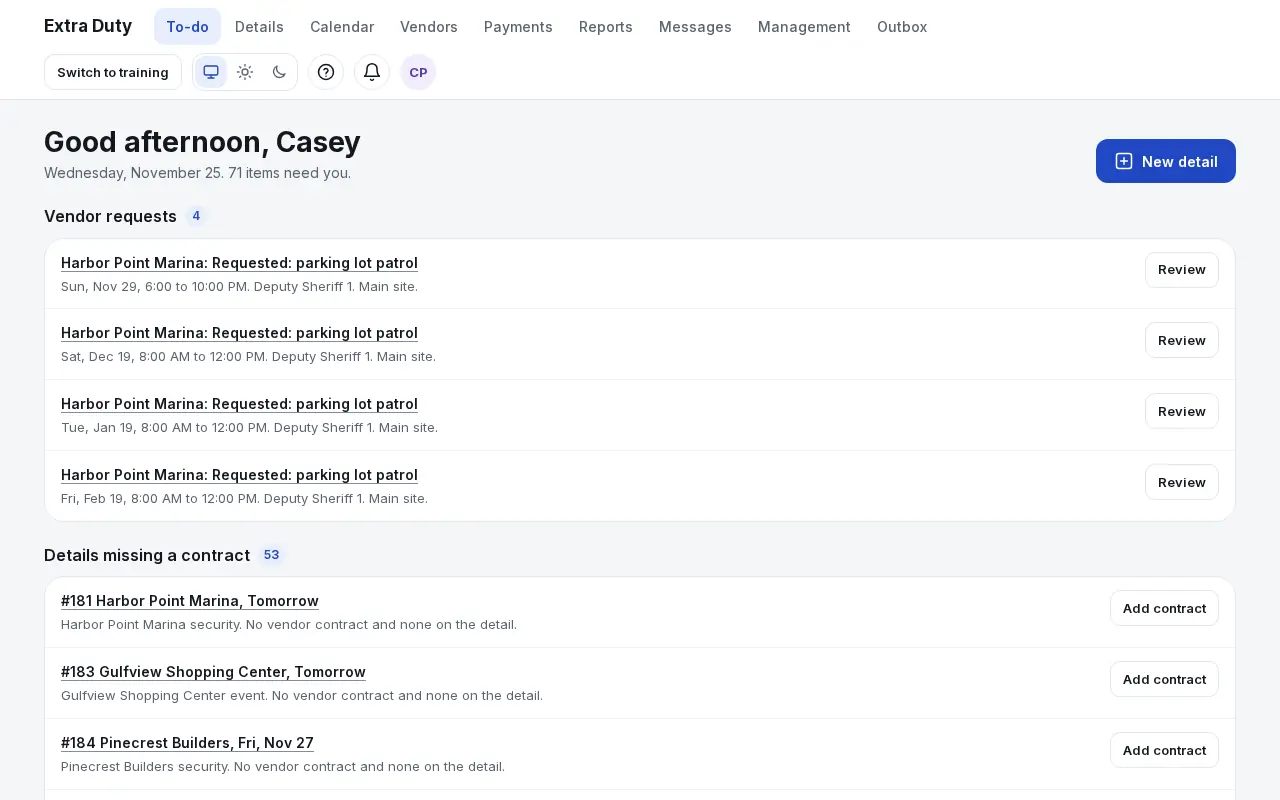 Extra Duty
To-do
Details
Calendar
Vendors
Payments
Reports
Messages
Management
Outbox
Switch to training
CP
Good afternoon, Casey
Wednesday, November 25. 71 items need you.
New detail
Vendor requests 4
Harbor Point Marina: Requested: parking lot patrol
Sun, Nov 29, 6:00 to 10:00 PM. Deputy Sheriff 1. Main site.
Review
Harbor Point Marina: Requested: parking lot patrol
Sat, Dec 19, 8:00 AM to 12:00 PM. Deputy Sheriff 1. Main site.
Review
Harbor Point Marina: Requested: parking lot patrol
Tue, Jan 19, 8:00 AM to 12:00 PM. Deputy Sheriff 1. Main site.
Review
Harbor Point Marina: Requested: parking lot patrol
Fri, Feb 19, 8:00 AM to 12:00 PM. Deputy Sheriff 1. Main site.
Review
Details missing a contract 53
#181 Harbor Point Marina, Tomorrow
Harbor Point Marina security. No vendor contract and none on the detail.
Add contract
#183 Gulfview Shopping Center, Tomorrow
Gulfview Shopping Center event. No vendor contract and none on the detail.
Add contract
#184 Pinecrest Builders, Fri, Nov 27
Pinecrest Builders security. No vendor contract and none on the detail.
Add contract